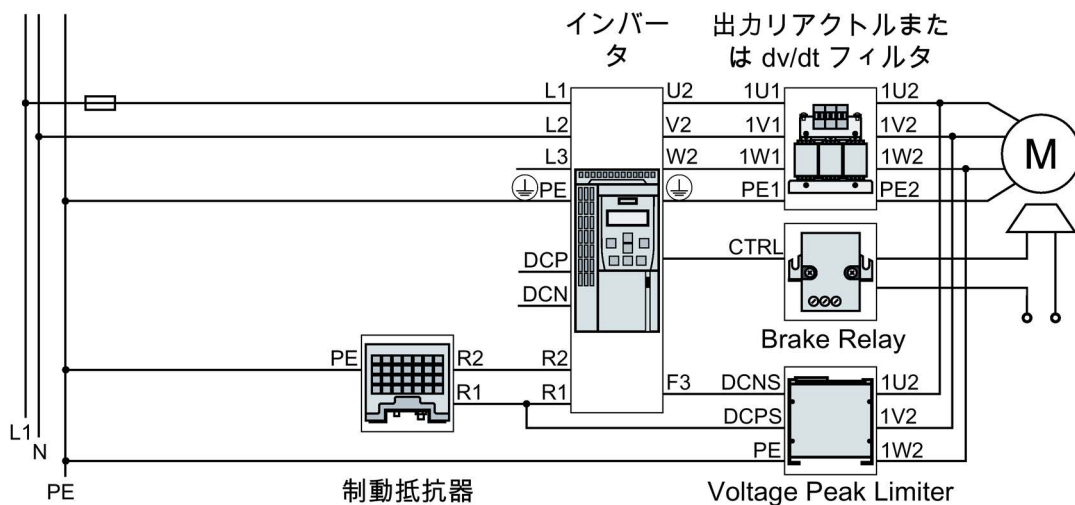 インバー
タ
出力リアクトルまた
は dv/dt フィルタ
L1 U2 1U1 1U2
L2 V2 1V1 1V2
L3 W2 1W1 1W2
PE PE1 PE2
M
CTRL
DCP
DCN
Brake Relay
PE R2 R2
R1 R1
F3 DCNS 1U2
DCPS 1V2
PE 1W2
L1
N
PE
制動抵抗器
Voltage Peak Limiter